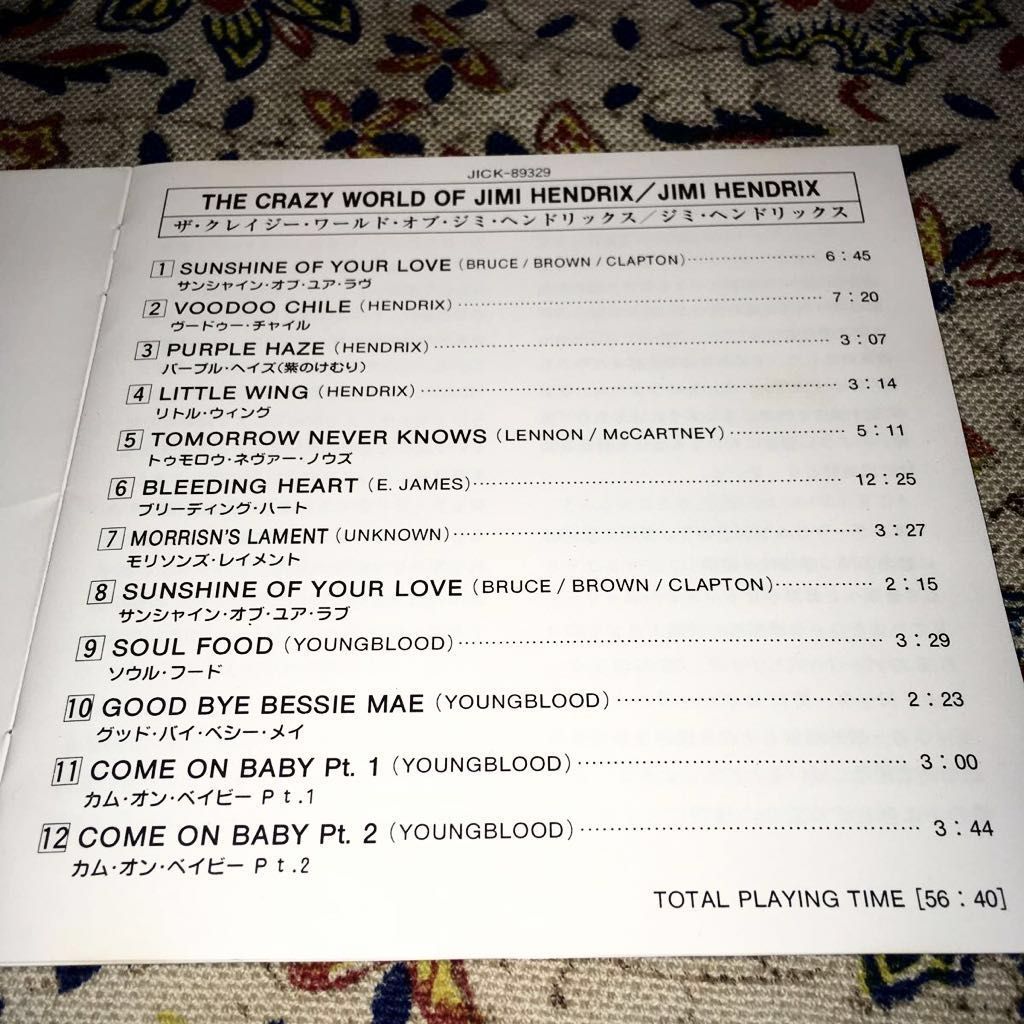 JICK-89329
THE CRAZY WORLD OF JIMI HENDRIX／JIMI HENDRIX
ザ・クレイジー・ワールド・オブ・ジミ・ヘンドリックス／ジミ・ヘンドリックス
1 SUNSHINE OF YOUR LOVE (BRUCE / BROWN / CLAPTON) 6：45
サンシャイン・オブ・ユア・ラヴ
2 VOODOO CHILE (HENDRIX) 7：20
ヴードゥー・チャイル
3 PURPLE HAZE (HENDRIX) 3：07
パープル・ヘイズ(紫のけむり)
4 LITTLE WING (HENDRIX) 3：14
リトル・ウィング
5 TOMORROW NEVER KNOWS (LENNON / McCARTNEY) 5：11
トゥモロウ・ネヴァー・ノウズ
6 BLEEDING HEART (E. JAMES) 12：25
ブリーディング・ハート
7 MORRISN'S LAMENT (UNKNOWN) 3：27
モリソンズ・レイメント
8 SUNSHINE OF YOUR LOVE (BRUCE / BROWN / CLAPTON) 2：15
サンシャイン・オブ・ユア・ラブ
9 SOUL FOOD (YOUNGBLOOD) 3：29
ソウル・フード
10 GOOD BYE BESSIE MAE (YOUNGBLOOD) 2：23
グッド・バイ・ベシー・メイ
11 COME ON BABY Pt. 1 (YOUNGBLOOD) 3：00
カム・オン・ベイビー Pt.1
12 COME ON BABY Pt. 2 (YOUNGBLOOD) 3：44
カム・オン・ベイビー Pt.2
TOTAL PLAYING TIME [56：40]